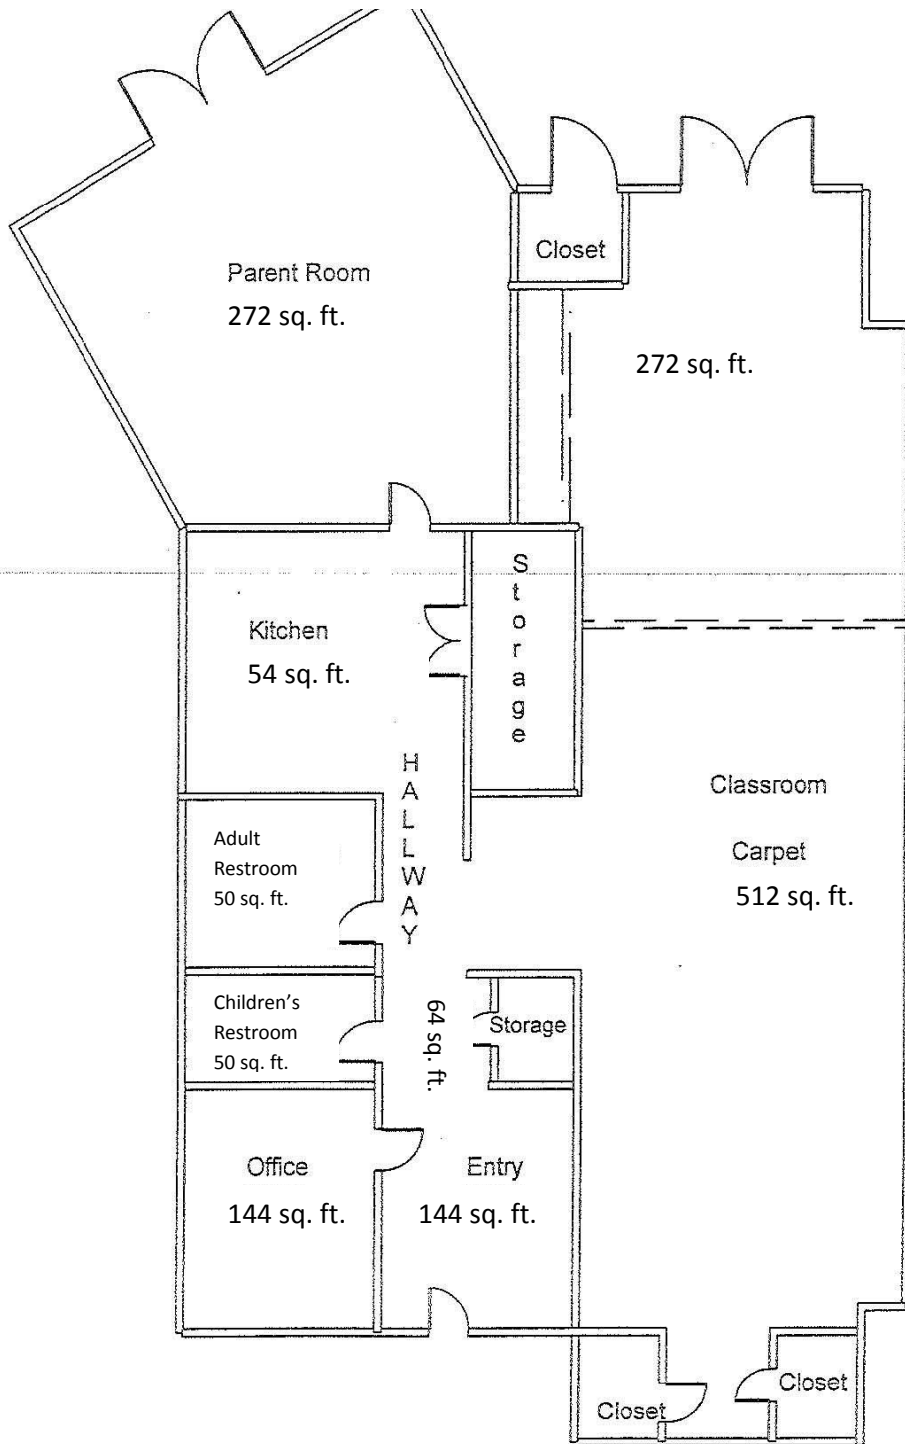 Closet
Parent Room
272 sq. ft.
272 sq. ft.
Storage
Kitchen
54 sq. ft.
HALLWAY
Classroom
Carpet
512 sq. ft.
Adult
Restroom
50 sq. ft.
Children's
Restroom
50 sq. ft.
64 sq. ft.
Storage
Office
144 sq. ft.
Entry
144 sq. ft.
Closet
Closet